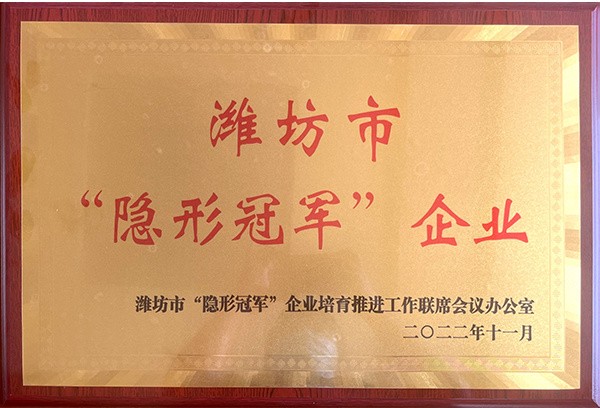 潍坊市
“隐形冠军”企业
潍坊市“隐形冠军”企业培育推进工作联席会议办公室
二〇二二年十一月